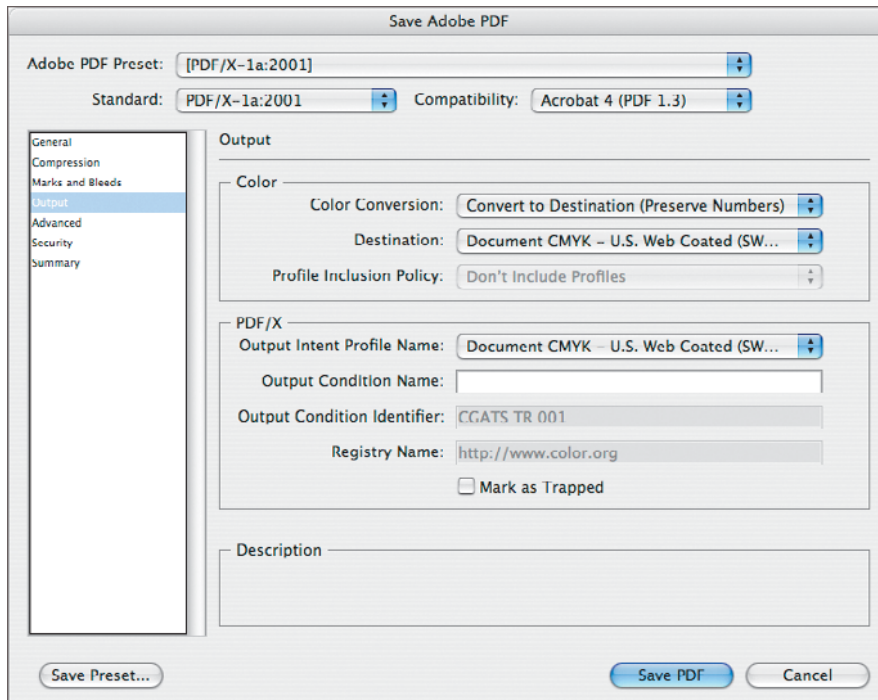 Save Adobe PDF
Adobe PDF Preset: [PDF/X-1a:2001]
Standard: PDF/X-1a:2001 Compatibility: Acrobat 4 (PDF 1.3)
General
Compression
Marks and Bleeds
Output
Advanced
Security
Summary
Output
Color
Color Conversion: Convert to Destination (Preserve Numbers)
Destination: Document CMYK – U.S. Web Coated (SW...
Profile Inclusion Policy: Don't Include Profiles
PDF/X
Output Intent Profile Name: Document CMYK – U.S. Web Coated (SW...
Output Condition Name:
Output Condition Identifier: CGATS TR 001
Registry Name: http://www.color.org
Mark as Trapped
Description
Save Preset... Save PDF Cancel